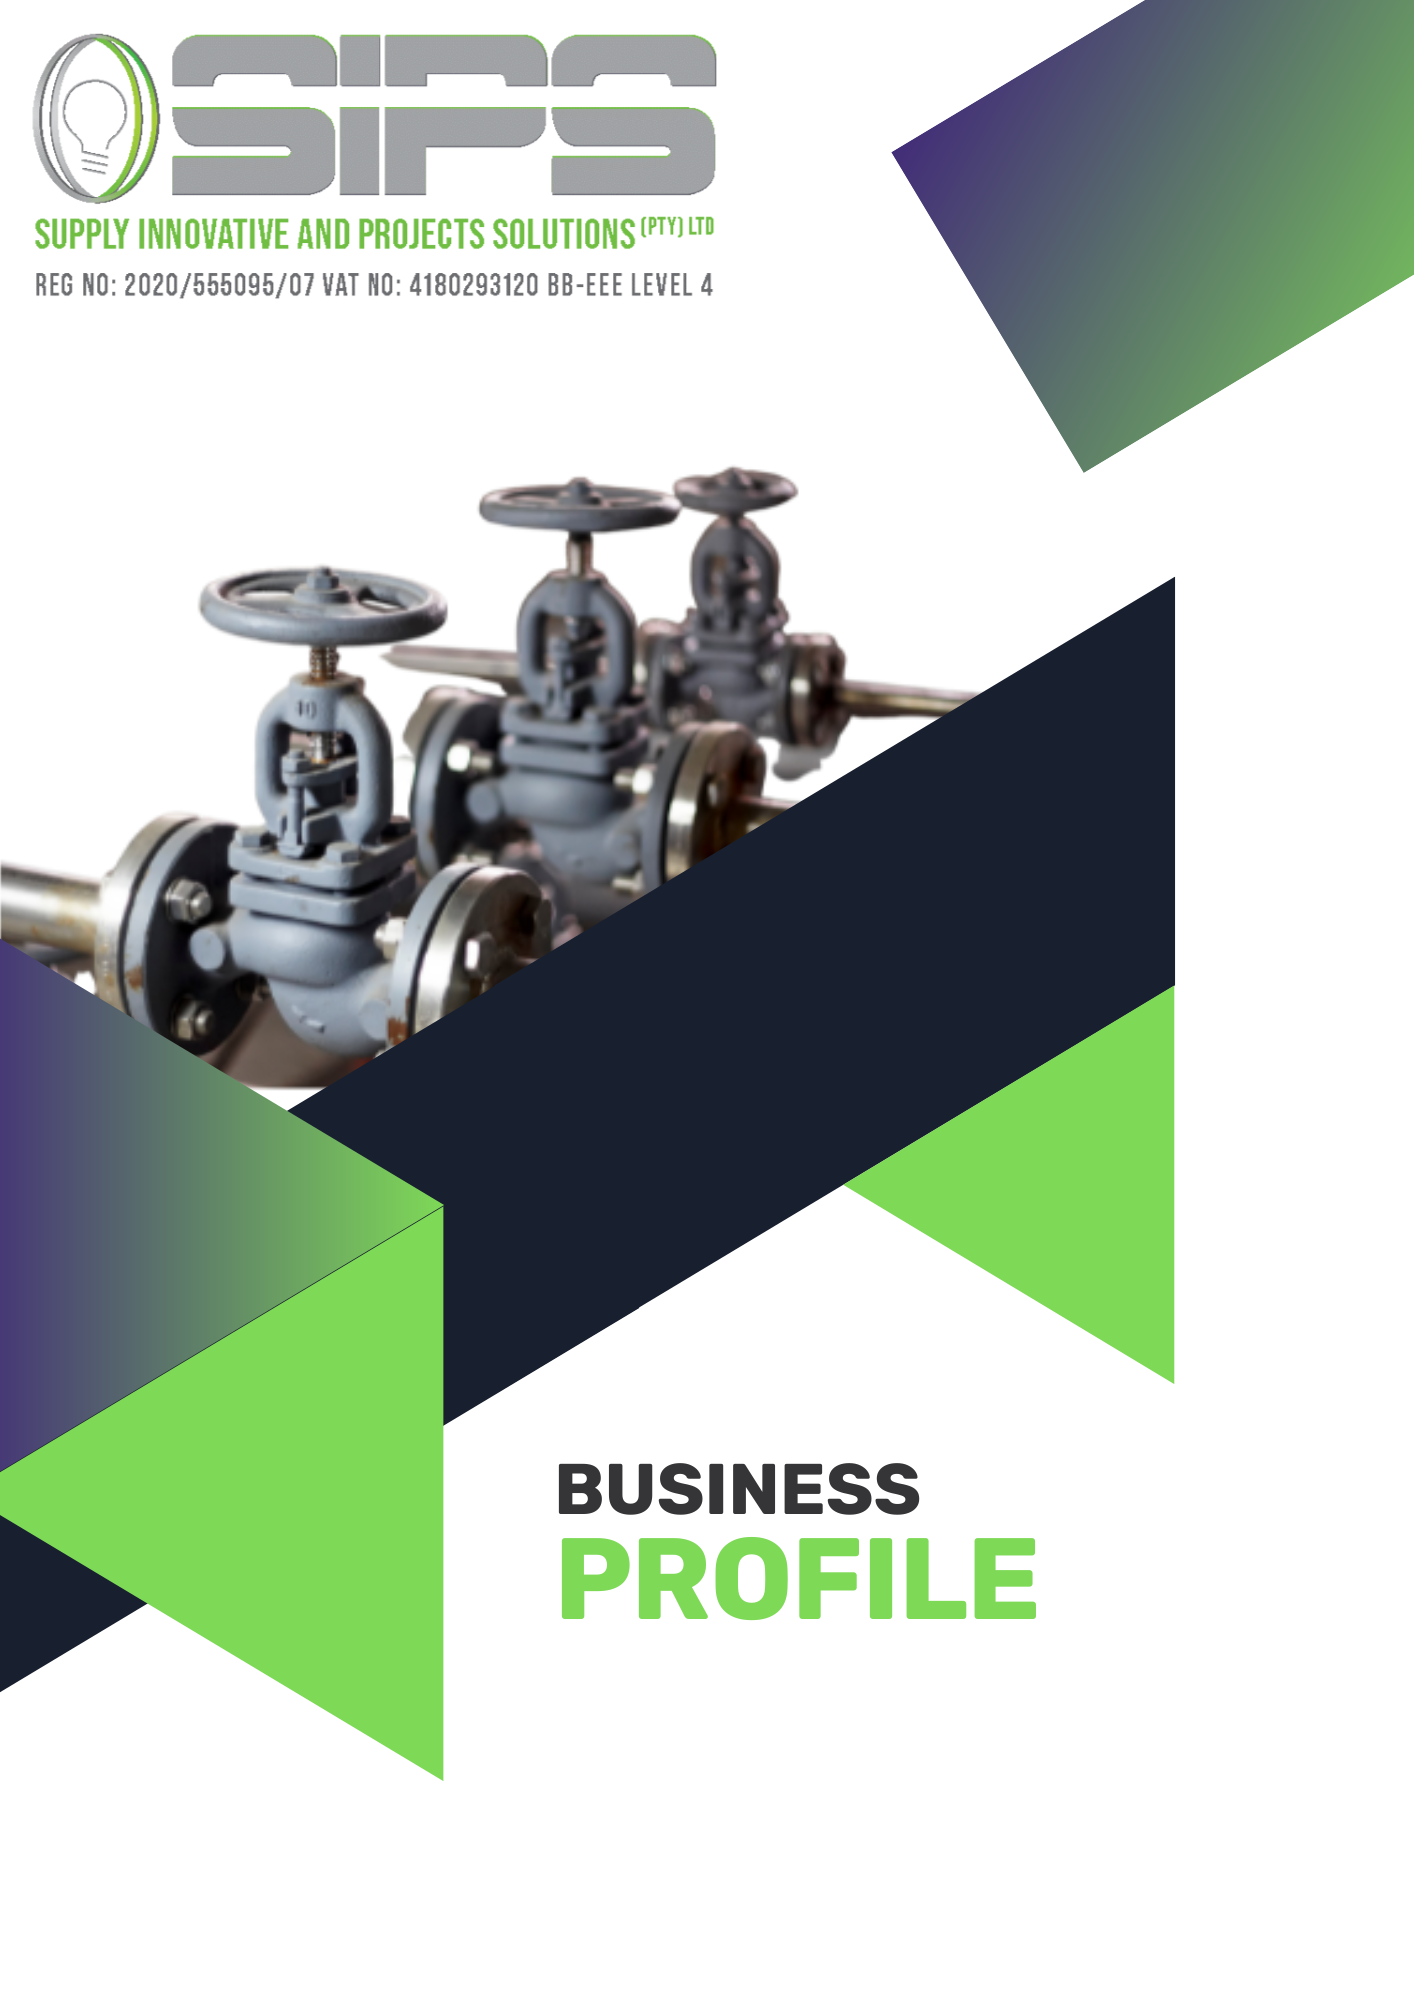 SIPS
SUPPLY INNOVATIVE AND PROJECTS SOLUTIONS (PTY) LTD
REG NO: 2020/555095/07 VAT NO: 4180293120 BB-EEE LEVEL 4
10
BUSINESS
PROFILE